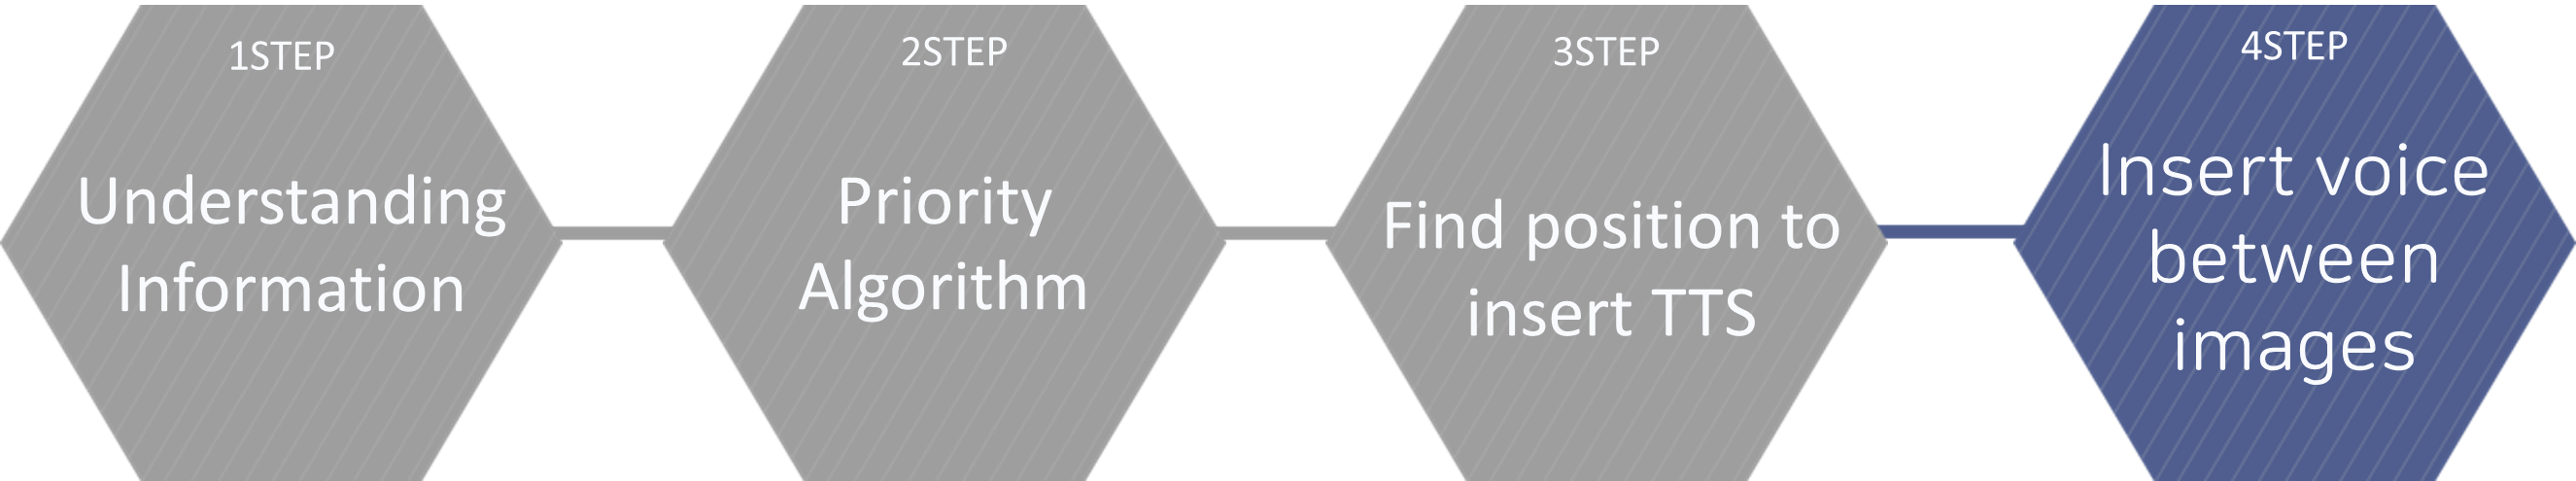 1STEP
Understanding
Information
2STEP
Priority
Algorithm
3STEP
Find position to
insert TTS
4STEP
Insert voice
between
images